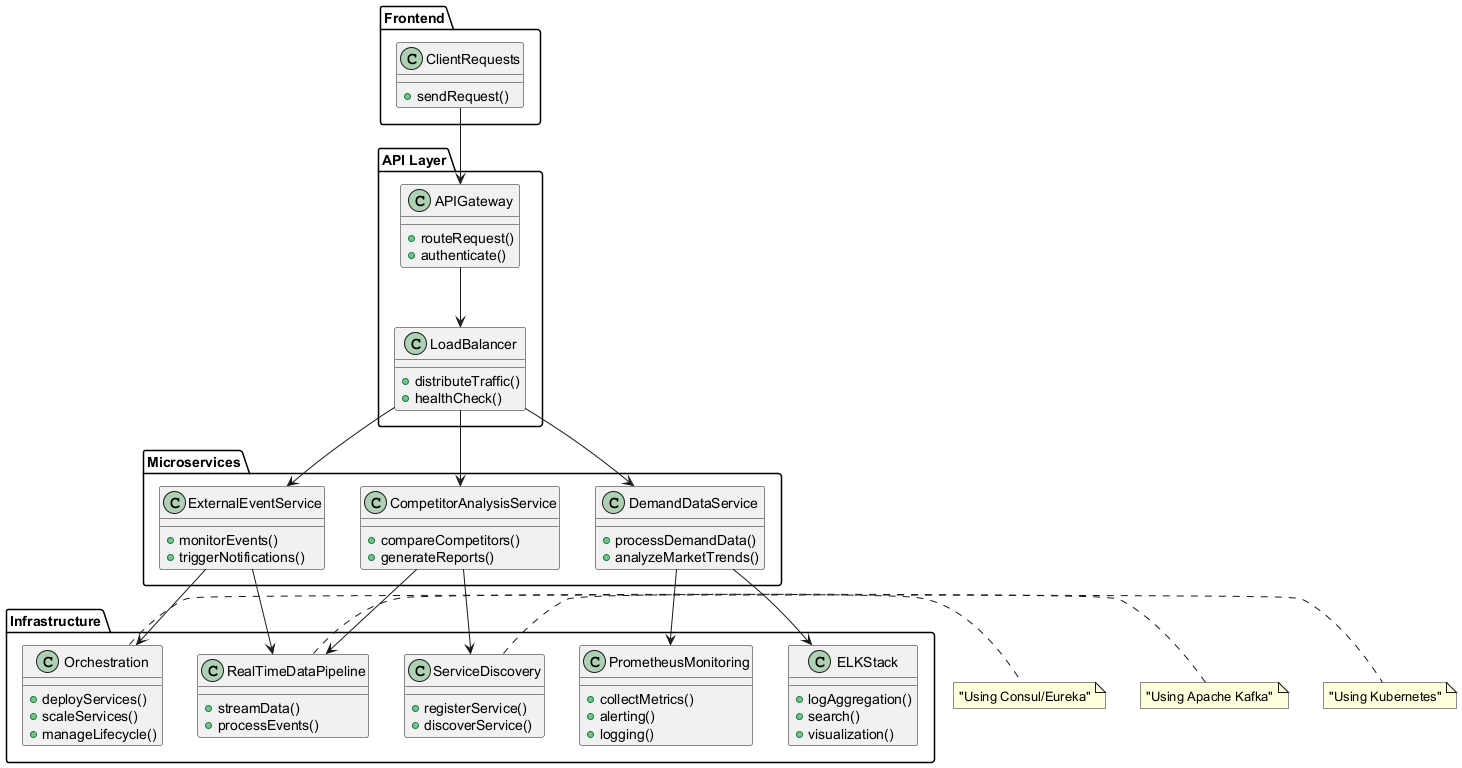 Frontend
C ClientRequests
sendRequest()
API Layer
C APIGateway
routeRequest()
authenticate()
C LoadBalancer
distributeTraffic()
healthCheck()
Microservices
C ExternalEventService
monitorEvents()
triggerNotifications()
C CompetitorAnalysisService
compareCompetitors()
generateReports()
C DemandDataService
processDemandData()
analyzeMarketTrends()
Infrastructure
C Orchestration
deployServices()
scaleServices()
manageLifecycle()
C RealTimeDataPipeline
streamData()
processEvents()
C ServiceDiscovery
registerService()
discoverService()
C PrometheusMonitoring
collectMetrics()
alerting()
logging()
C ELKStack
logAggregation()
search()
visualization()
"Using Consul/Eureka"
"Using Apache Kafka"
"Using Kubernetes"